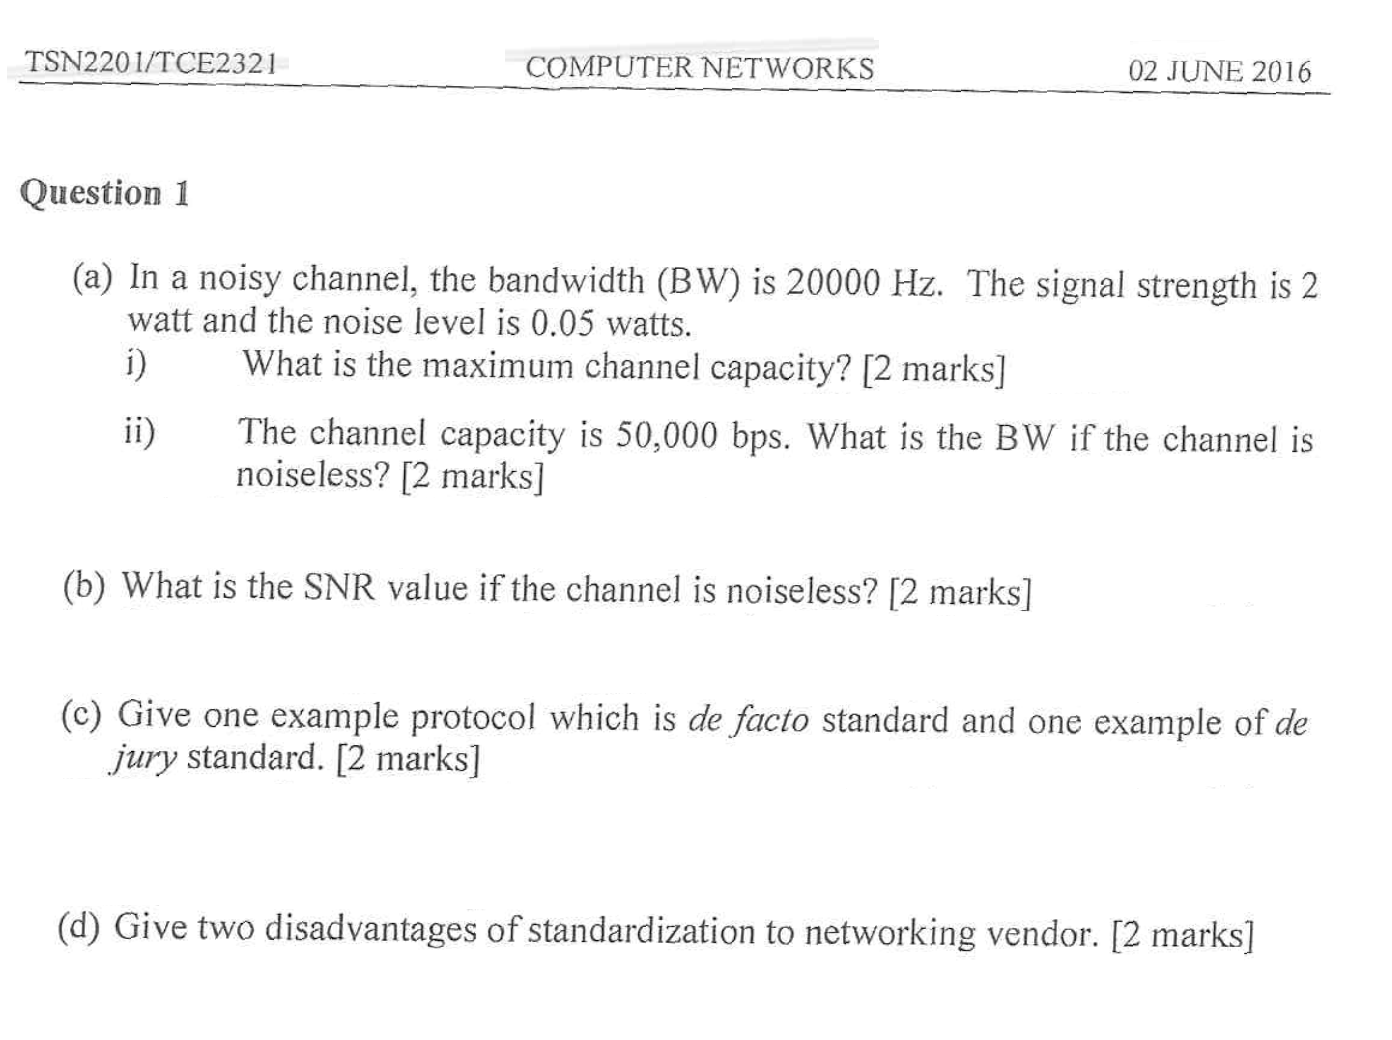 TSN2201/TCE2321 COMPUTER NETWORKS 02 JUNE 2016
Question 1
(a) In a noisy channel, the bandwidth (BW) is 20000 Hz. The signal strength is 2
watt and the noise level is 0.05 watts.
i) What is the maximum channel capacity? [2 marks]
ii) The channel capacity is 50,000 bps. What is the BW if the channel is
noiseless? [2 marks]
(b) What is the SNR value if the channel is noiseless? [2 marks]
(c) Give one example protocol which is de facto standard and one example of de
jury standard. [2 marks]
(d) Give two disadvantages of standardization to networking vendor. [2 marks]